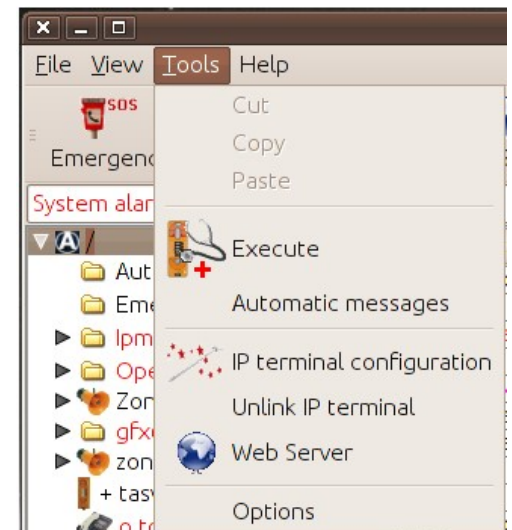 File View Tools Help
sos
Emergenc
System alar
/
Aut
Eme
Ipm
Ope
Zon
gfx
zon
+ tas
Cut
Copy
Paste
Execute
Automatic messages
IP terminal configuration
Unlink IP terminal
Web Server
Options